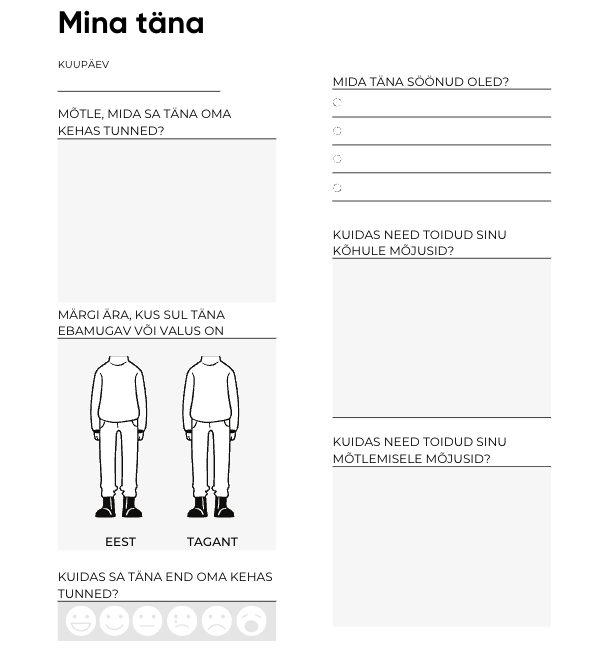 Mina täna
KUUPÄEV
MÕTLE, MIDA SA TÄNA OMA
KEHAS TUNNED?
MÄRGI ÄRA, KUS SUL TÄNA
EBAMUGAV VÕI VALUS ON
EEST
TAGANT
KUIDAS SA TÄNA END OMA KEHAS
TUNNED?
MIDA TÄNA SÖÖNUD OLED?
KUIDAS NEED TOIDUD SINU
KÕHULE MÕJUSID?
KUIDAS NEED TOIDUD SINU
MÕTLEMISELE MÕJUSID?